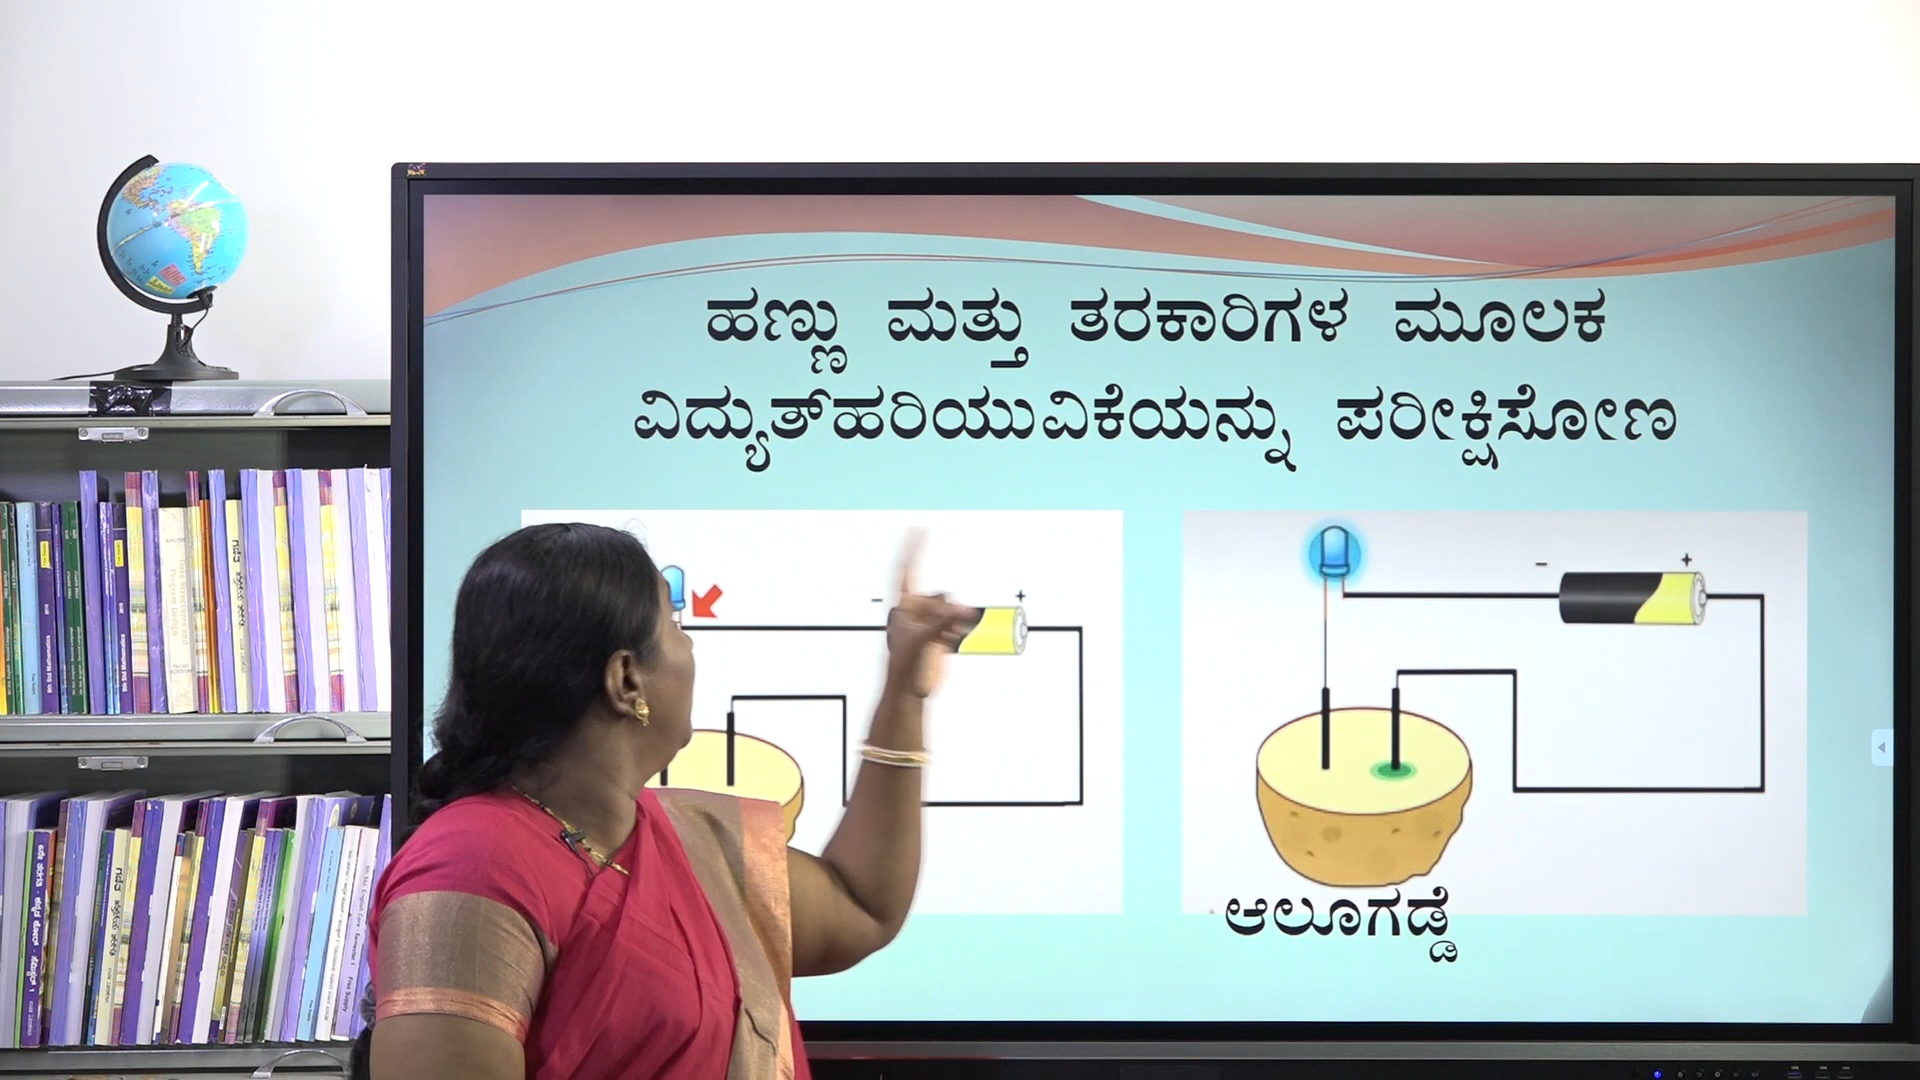 ಹಣ್ಣು ಮತ್ತು ತರಕಾರಿಗಳ ಮೂಲಕ
ವಿದ್ಯುತ್‌ಹರಿಯುವಿಕೆಯನ್ನು ಪರೀಕ್ಷಿಸೋಣ
- +
- +
ಆಲೂಗಡ್ಡೆ